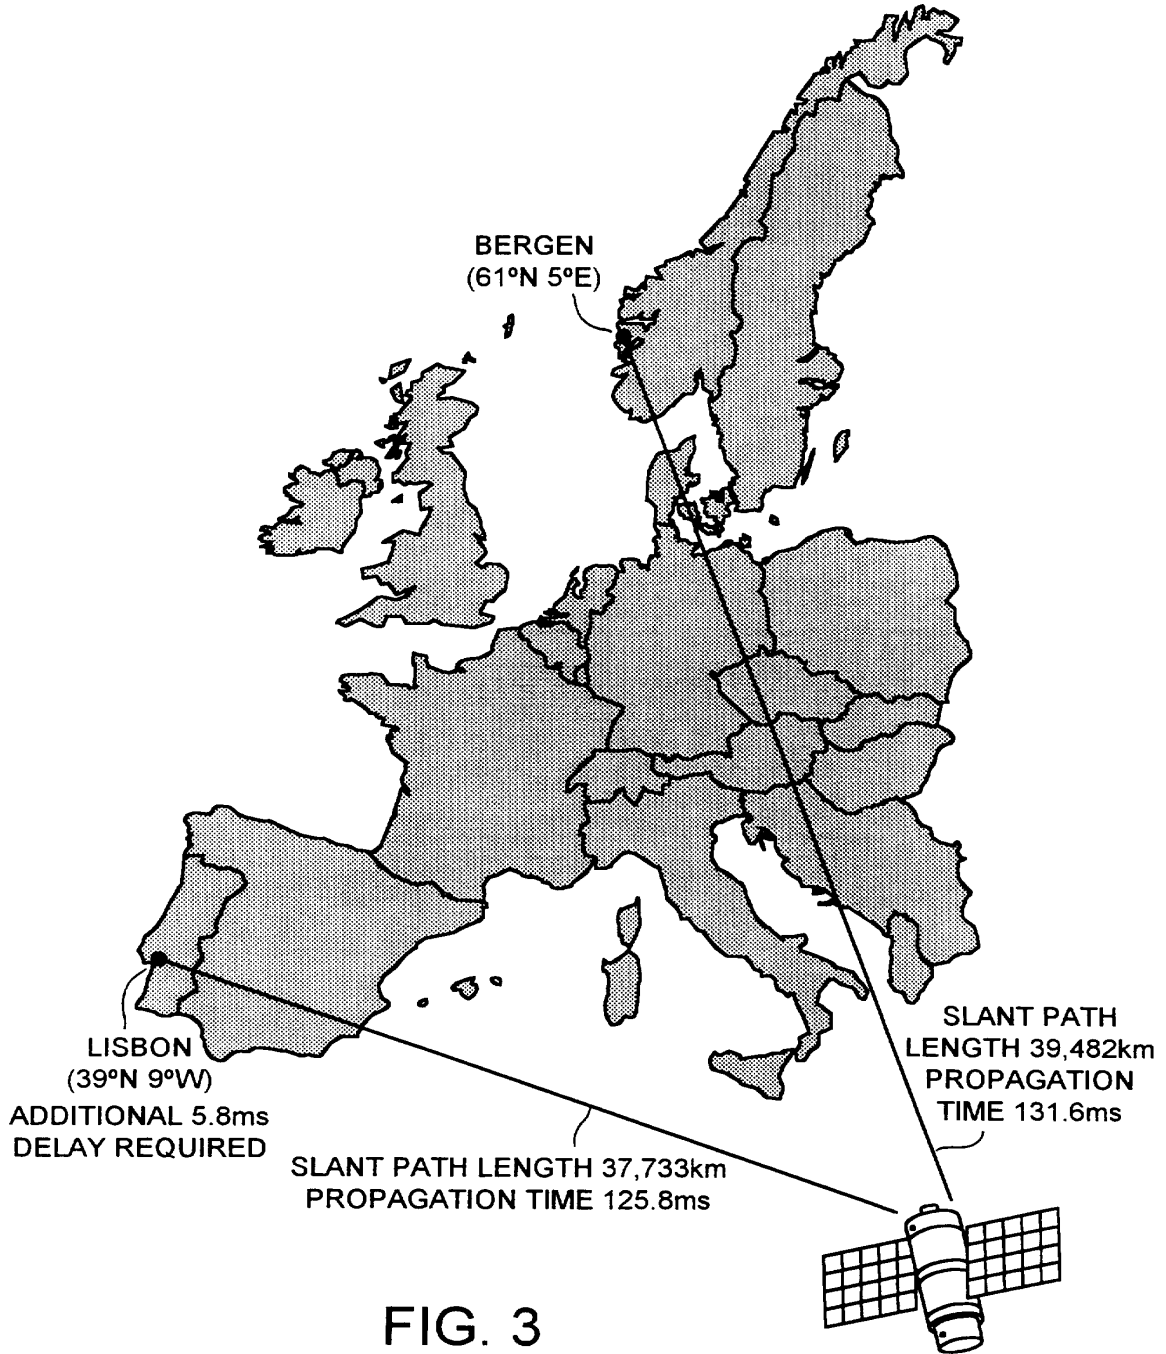 BERGEN
(61ºN 5ºE)
LISBON
(39ºN 9ºW)
ADDITIONAL 5.8ms
DELAY REQUIRED
SLANT PATH LENGTH 37,733km
PROPAGATION TIME 125.8ms
SLANT PATH
LENGTH 39,482km
PROPAGATION
TIME 131.6ms
FIG. 3